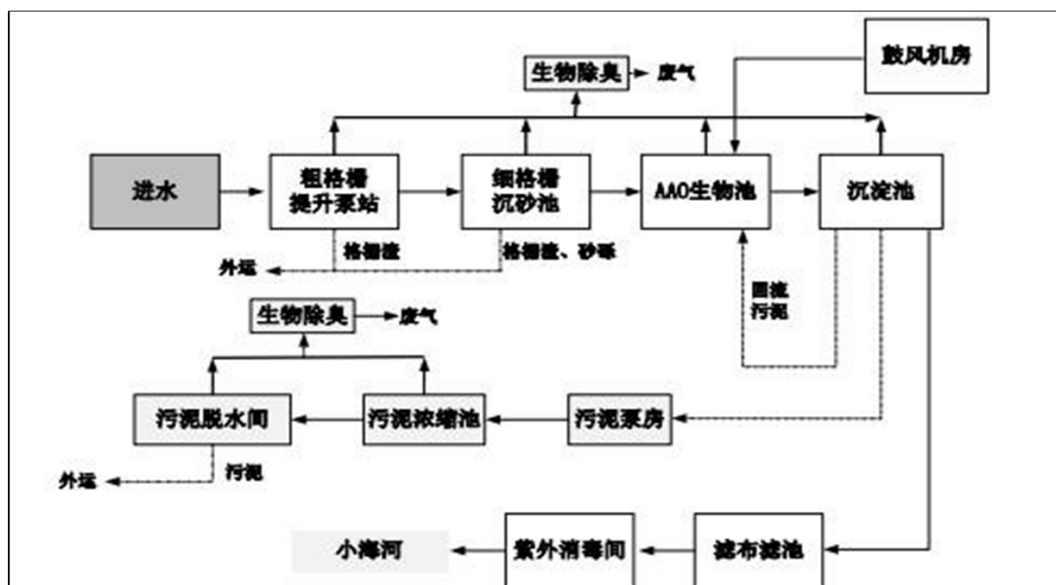 鼓风机房
生物除臭
废气
进水
粗格栅
提升泵站
细格栅
沉砂池
AAO生物池
沉淀池
格栅渣
格栅渣、砂砾
外运
回流
污泥
生物除臭
废气
污泥脱水间
污泥浓缩池
污泥泵房
污泥
外运
小海河
紫外消毒间
滤布滤池